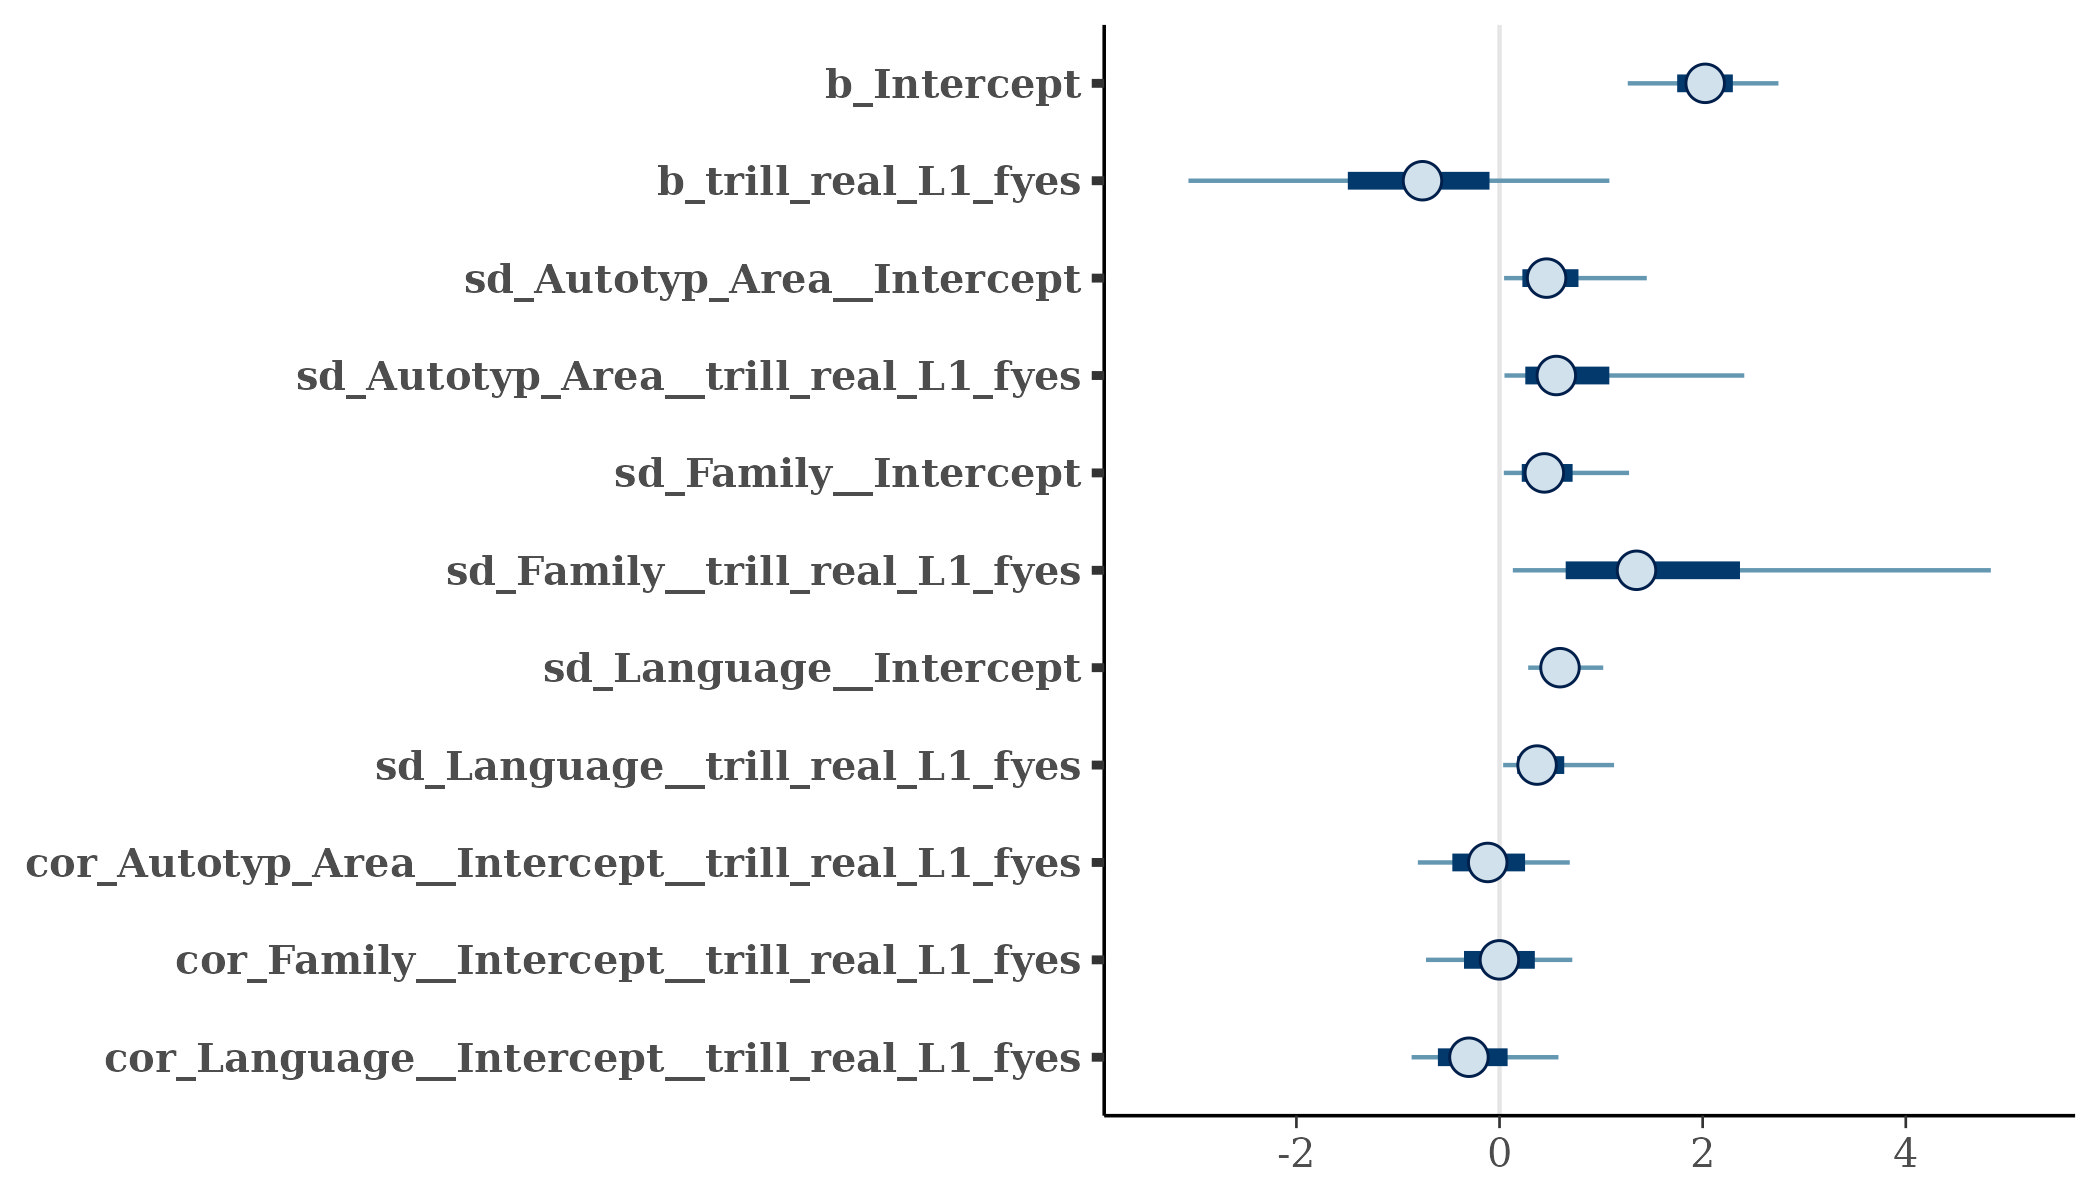 b_Intercept
b_trill_real_L1_fyes
sd_Autotyp_Area__Intercept
sd_Autotyp_Area__trill_real_L1_fyes
sd_Family__Intercept
sd_Family__trill_real_L1_fyes
sd_Language__Intercept
sd_Language__trill_real_L1_fyes
cor_Autotyp_Area__Intercept__trill_real_L1_fyes
cor_Family__Intercept__trill_real_L1_fyes
cor_Language__Intercept__trill_real_L1_fyes
-2 0 2 4